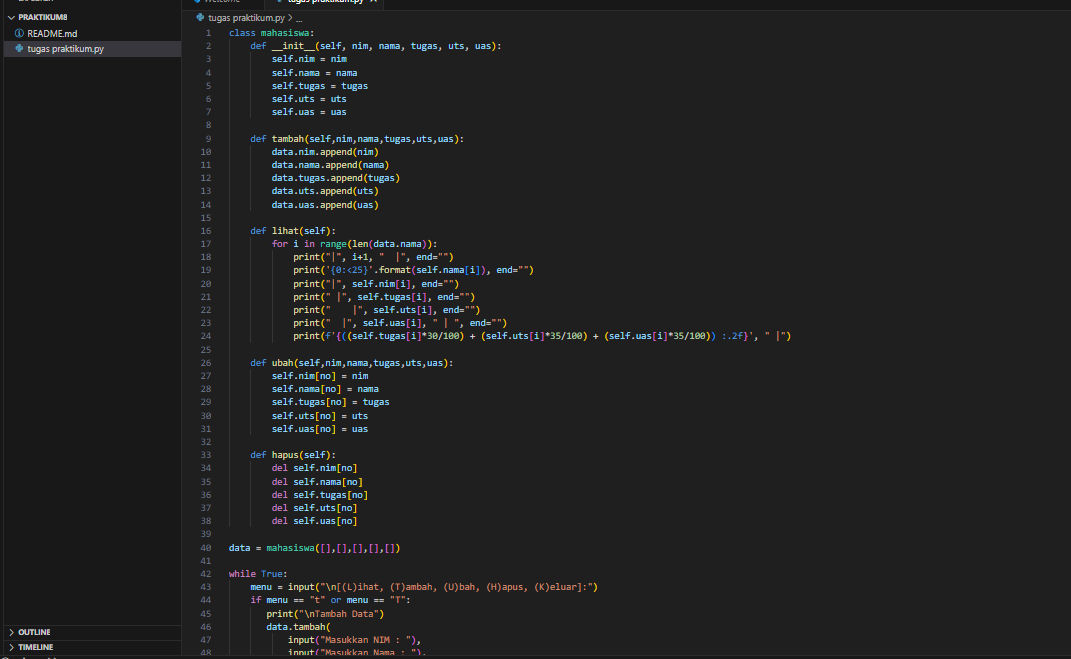 PRAKTIKUM8
README.md
tugas praktikum.py
tugas praktikum.py
tugas praktikum.py > ...
1 class mahasiswa:
2     def __init__(self, nim, nama, tugas, uts, uas):
3         self.nim = nim
4         self.nama = nama
5         self.tugas = tugas
6         self.uts = uts
7         self.uas = uas
8
9     def tambah(self,nim,nama,tugas,uts,uas):
10         data.nim.append(nim)
11         data.nama.append(nama)
12         data.tugas.append(tugas)
13         data.uts.append(uts)
14         data.uas.append(uas)
15
16     def lihat(self):
17         for i in range(len(data.nama)):
18             print("|", i+1, "  |", end="")
19             print('{0:<25}'.format(self.nama[i]), end="")
20             print("|", self.nim[i], end="")
21             print(" |", self.tugas[i], end="")
22             print("    |", self.uts[i], end="")
23             print("  |", self.uas[i], " | ", end="")
24             print(f'{((self.tugas[i]*30/100) + (self.uts[i]*35/100) + (self.uas[i]*35/100)) :.2f}', " |")
25
26     def ubah(self,nim,nama,tugas,uts,uas):
27         self.nim[no] = nim
28         self.nama[no] = nama
29         self.tugas[no] = tugas
30         self.uts[no] = uts
31         self.uas[no] = uas
32
33     def hapus(self):
34         del self.nim[no]
35         del self.nama[no]
36         del self.tugas[no]
37         del self.uts[no]
38         del self.uas[no]
39
40 data = mahasiswa([],[],[],[],[])
41
42 while True:
43     menu = input("\n[(L)ihat, (T)ambah, (U)bah, (H)apus, (K)eluar]:")
44     if menu == "t" or menu == "T":
45        print("\nTambah Data")
46        data.tambah(
47            input("Masukkan NIM : "),
48            input("Masukkan Nama : "),
OUTLINE
TIMELINE